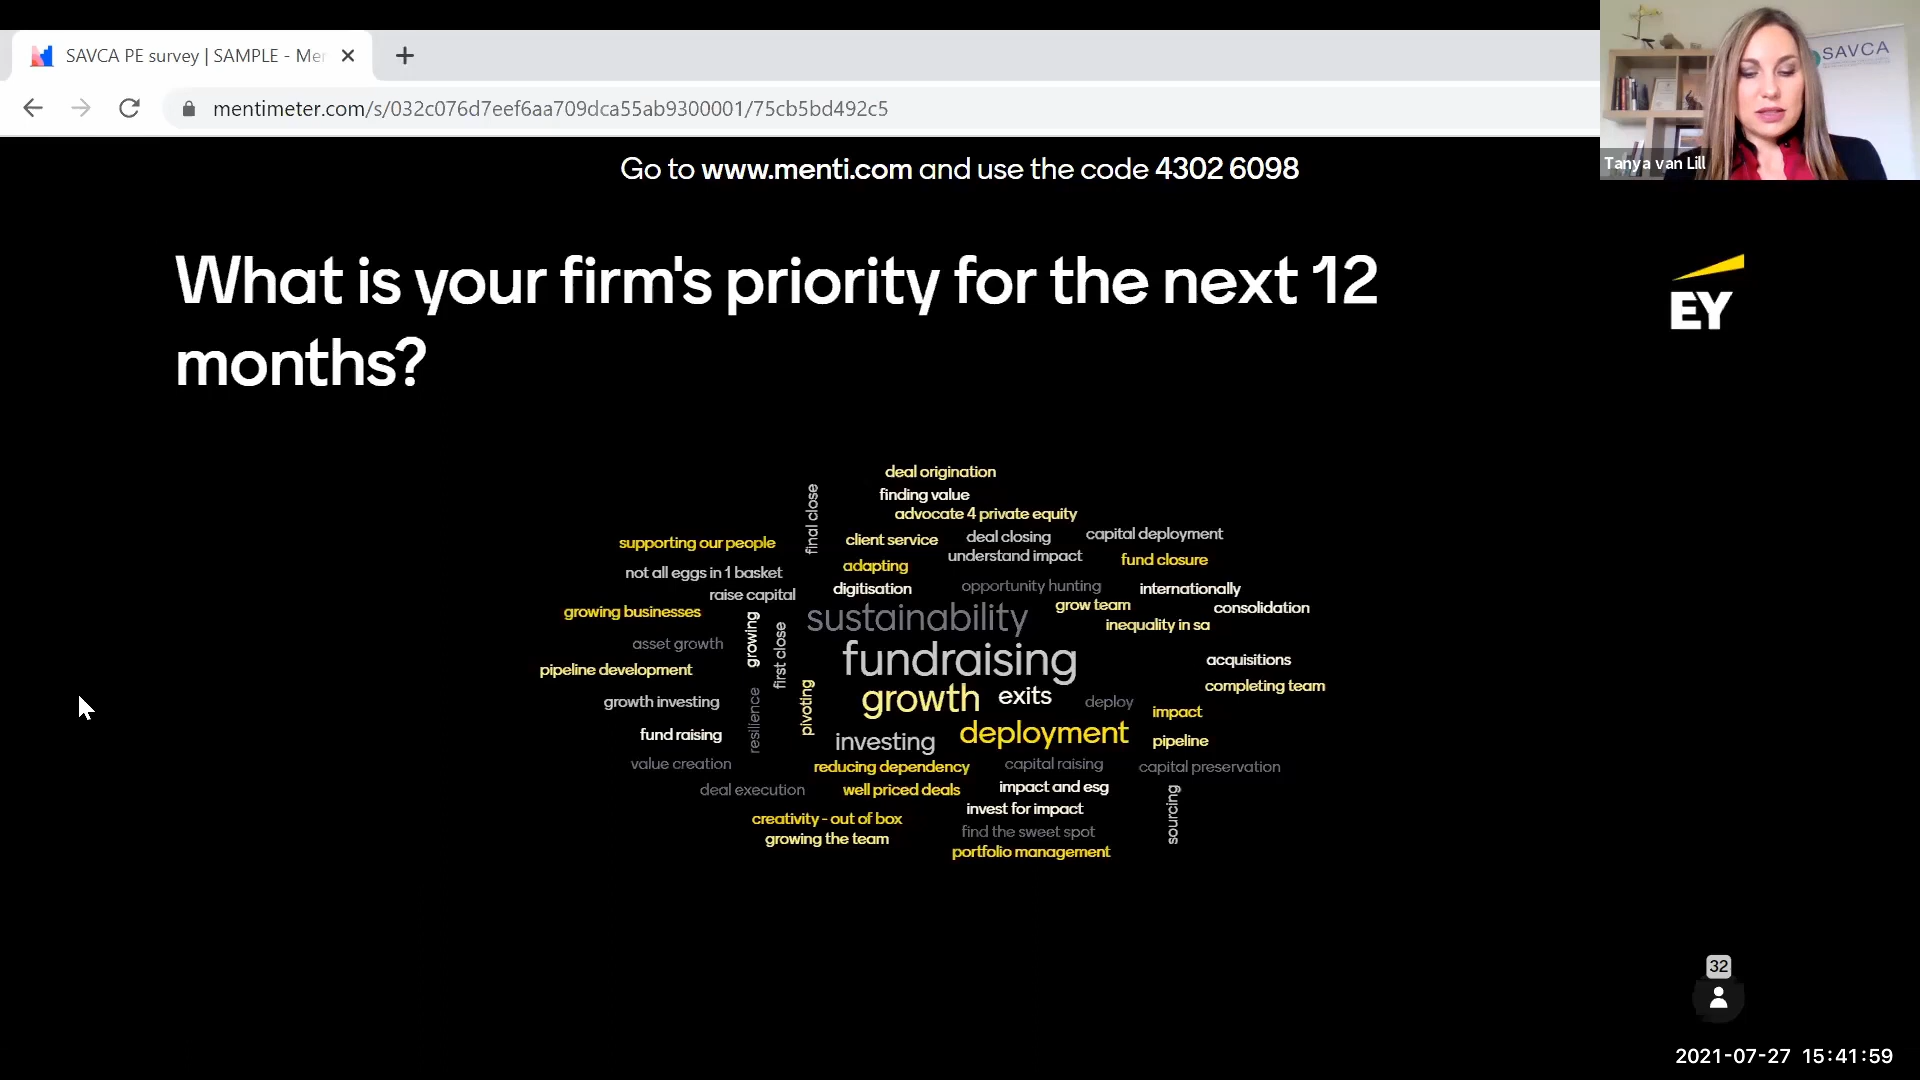 SAVCA PE survey | SAMPLE - Mer
mentimeter.com/s/032c076d7eef6aa709dca55ab9300001/75cb5bd492c5
SAVCA
Tanya van Lill
Go to www.menti.com and use the code 4302 6098
What is your firm's priority for the next 12
months?
EY
deal origination
finding value
final close
advocate 4 private equity
supporting our people
client service
deal closing
capital deployment
understand impact
fund closure
not all eggs in 1 basket
adapting
raise capital
digitisation
opportunity hunting
internationally
growing businesses
sustainability
grow team
consolidation
inequality in sa
asset growth
growing
first close
fundraising
acquisitions
pipeline development
completing team
growth investing
resilience
pivoting
growth
exits
deploy
impact
fund raising
investing
deployment
pipeline
value creation
reducing dependency
capital raising
capital preservation
deal execution
well priced deals
impact and esg
sourcing
creativity - out of box
invest for impact
growing the team
find the sweet spot
portfolio management
32
2021-07-27 15:41:59